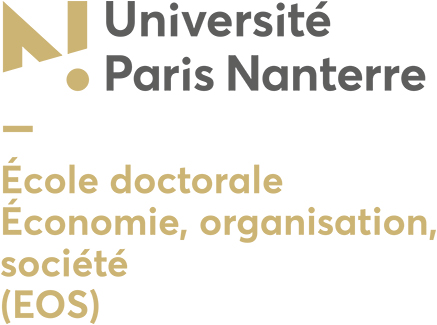 Université
Paris Nanterre
École doctorale
Économie, organisation,
société
(EOS)